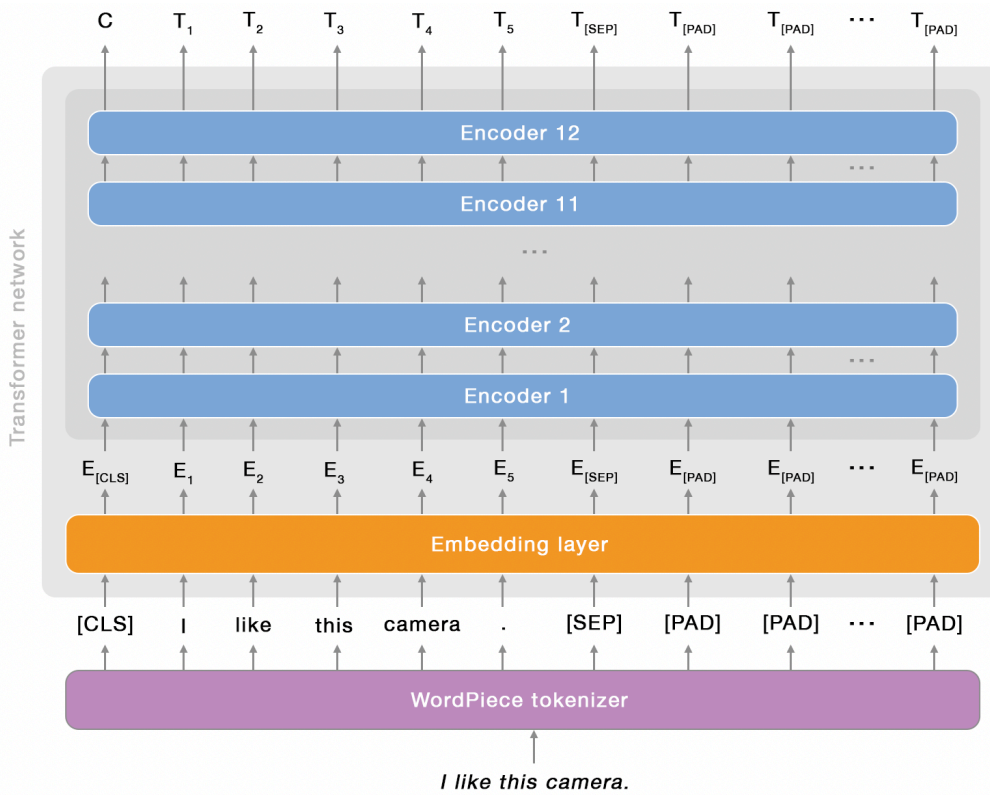 C T₁ T₂ T₃ T₄ T₅ T[SEP] T[PAD] T[PAD] ··· T[PAD]
Encoder 12
···
Encoder 11
···
Transformer network
Encoder 2
···
Encoder 1
E[CLS] E₁ E₂ E₃ E₄ E₅ E[SEP] E[PAD] E[PAD] ··· E[PAD]
Embedding layer
[CLS] I like this camera . [SEP] [PAD] [PAD] ··· [PAD]
WordPiece tokenizer
I like this camera.